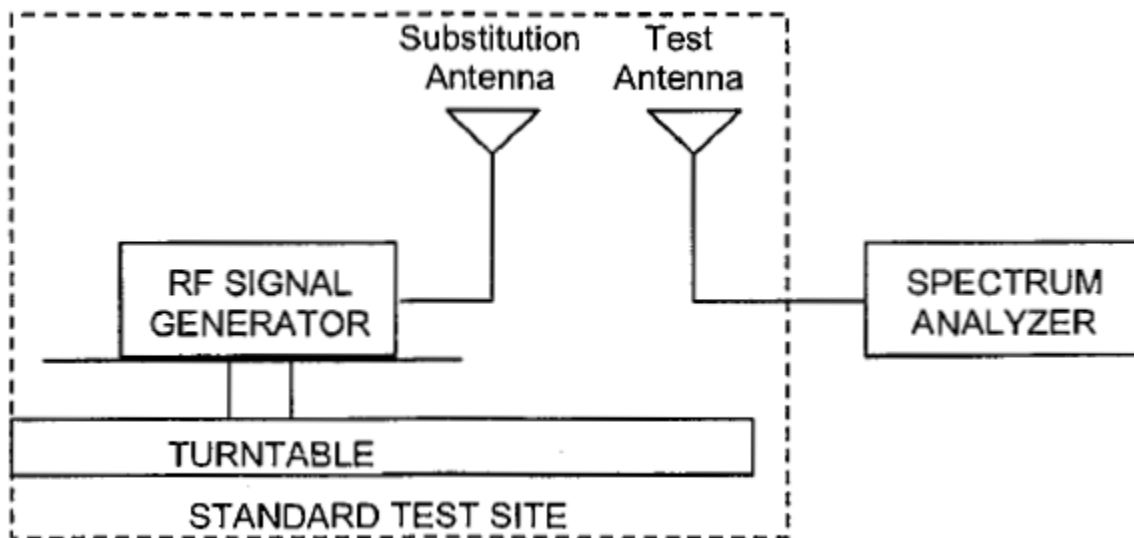 Substitution
Antenna
Test
Antenna
RF SIGNAL
GENERATOR
SPECTRUM
ANALYZER
TURNTABLE
STANDARD TEST SITE